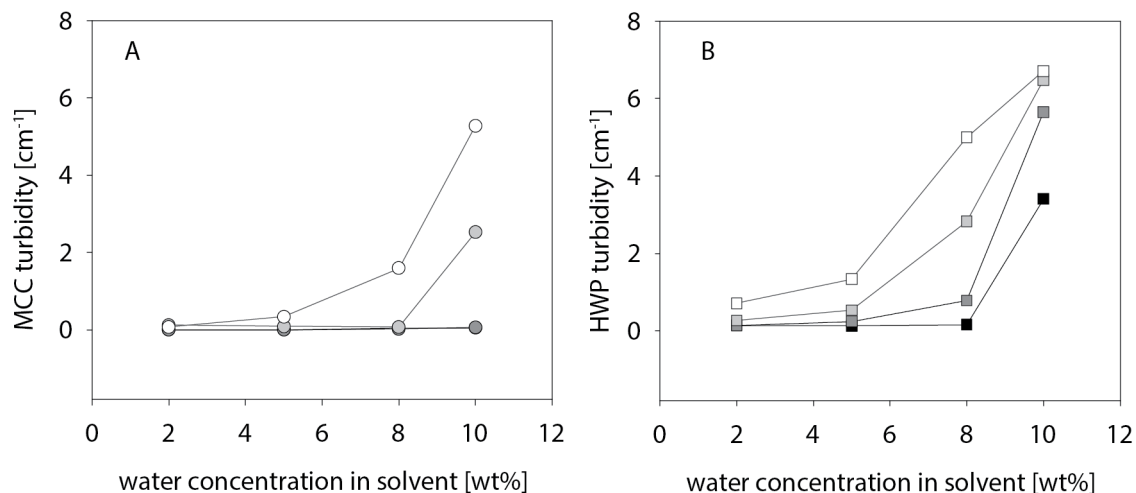 A
8
6
4
2
0
MCC turbidity [cm⁻¹]
0 2 4 6 8 10 12
water concentration in solvent [wt%]
B
8
6
4
2
0
HWP turbidity [cm⁻¹]
0 2 4 6 8 10 12
water concentration in solvent [wt%]